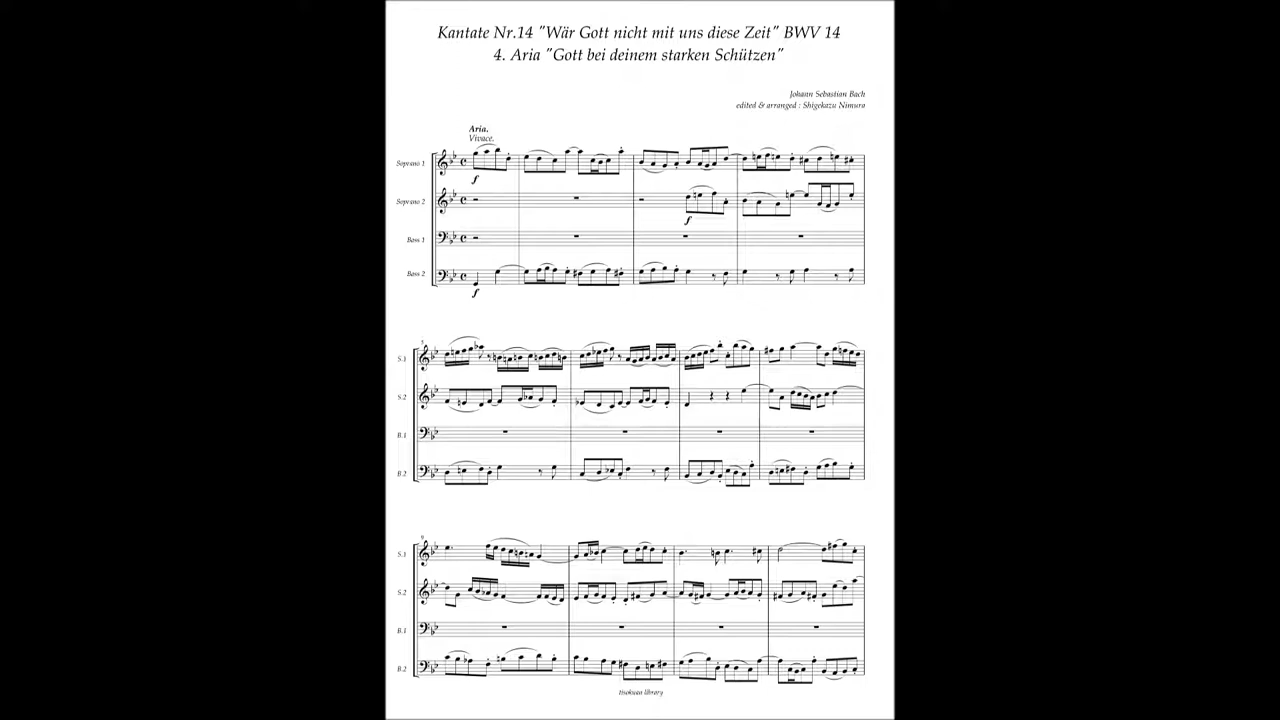 Kantate Nr.14 "Wär Gott nicht mit uns diese Zeit" BWV 14
4. Aria "Gott bei deinem starken Schützen"
Johann Sebastian Bach
edited & arranged : Shigekazu Nimura
Aria.
Vivace.
Soprano 1
f
Soprano 2
f
Bass 1
Bass 2
f
5
S.1
S.2
B.1
B.2
9
S.1
S.2
B.1
B.2